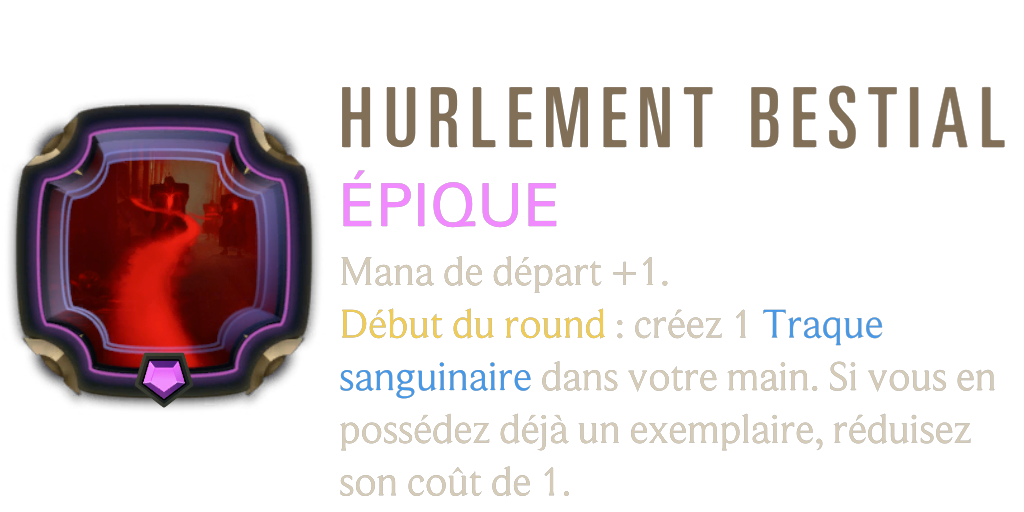 HURLEMENT BESTIAL
ÉPIQUE
Mana de départ +1.
Début du round : créez 1 Traque
sanguinaire dans votre main. Si vous en
possédez déjà un exemplaire, réduisez
son coût de 1.